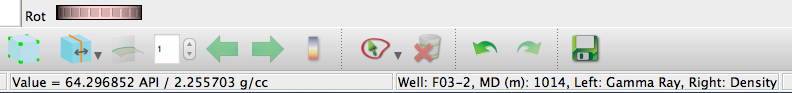 Rot
1
Value = 64.296852 API / 2.255703 g/cc
Well: F03-2, MD (m): 1014, Left: Gamma Ray, Right: Density